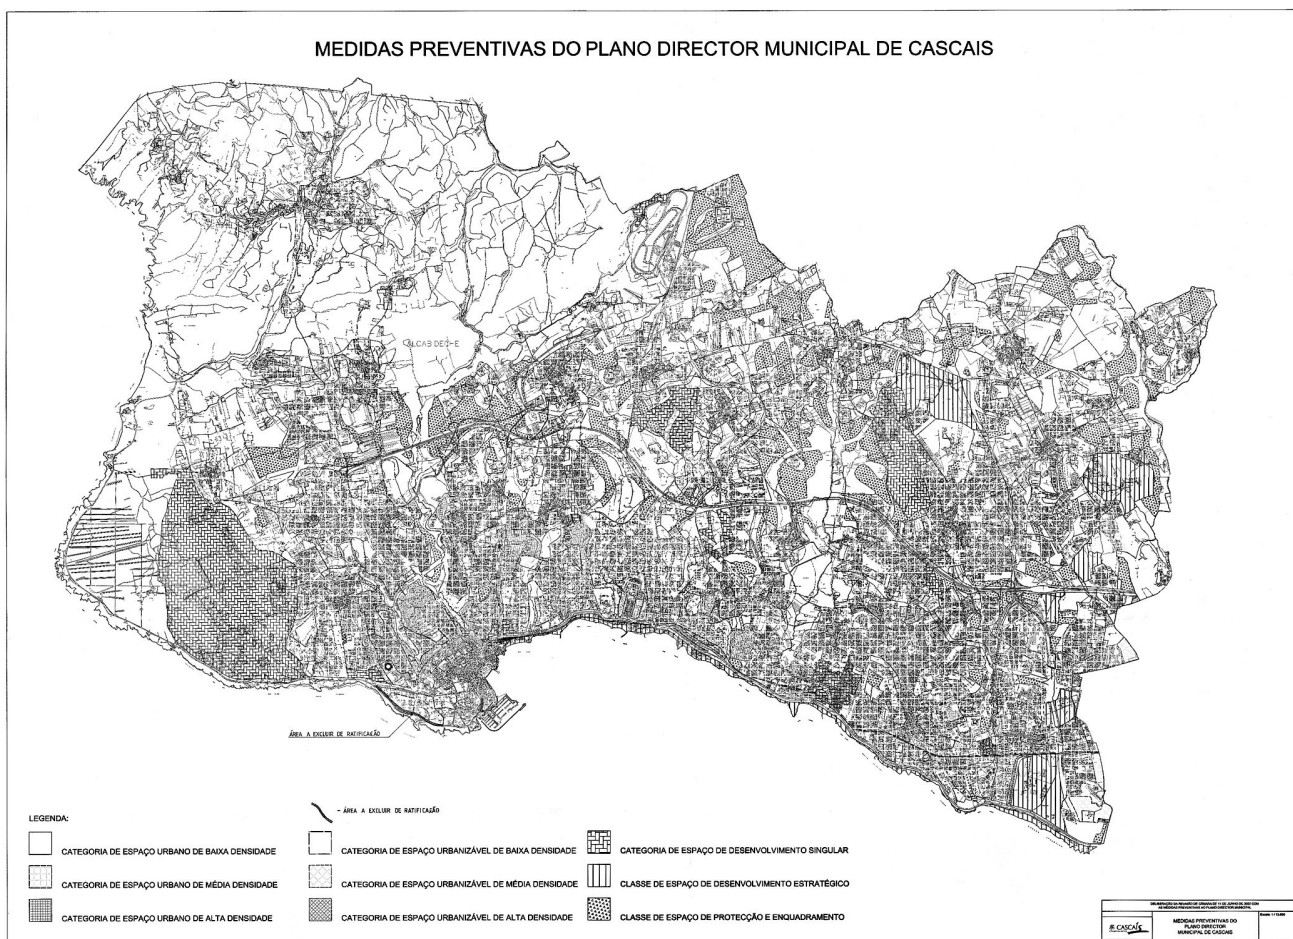 MEDIDAS PREVENTIVAS DO PLANO DIRECTOR MUNICIPAL DE CASCAIS
ÁREA A EXCLUIR DE RATIFICAÇÃO
LEGENDA:
- ÁREA A EXCLUIR DE RATIFICAÇÃO
CATEGORIA DE ESPAÇO URBANO DE BAIXA DENSIDADE
CATEGORIA DE ESPAÇO URBANIZÁVEL DE BAIXA DENSIDADE
CATEGORIA DE ESPAÇO DE DESENVOLVIMENTO SINGULAR
CATEGORIA DE ESPAÇO URBANO DE MÉDIA DENSIDADE
CATEGORIA DE ESPAÇO URBANIZÁVEL DE MÉDIA DENSIDADE
CLASSE DE ESPAÇO DE DESENVOLVIMENTO ESTRATÉGICO
CATEGORIA DE ESPAÇO URBANO DE ALTA DENSIDADE
CATEGORIA DE ESPAÇO URBANIZÁVEL DE ALTA DENSIDADE
CLASSE DE ESPAÇO DE PROTECÇÃO E ENQUADRAMENTO
CASCAIS
MEDIDAS PREVENTIVAS DO
PLANO DIRECTOR
MUNICIPAL DE CASCAIS